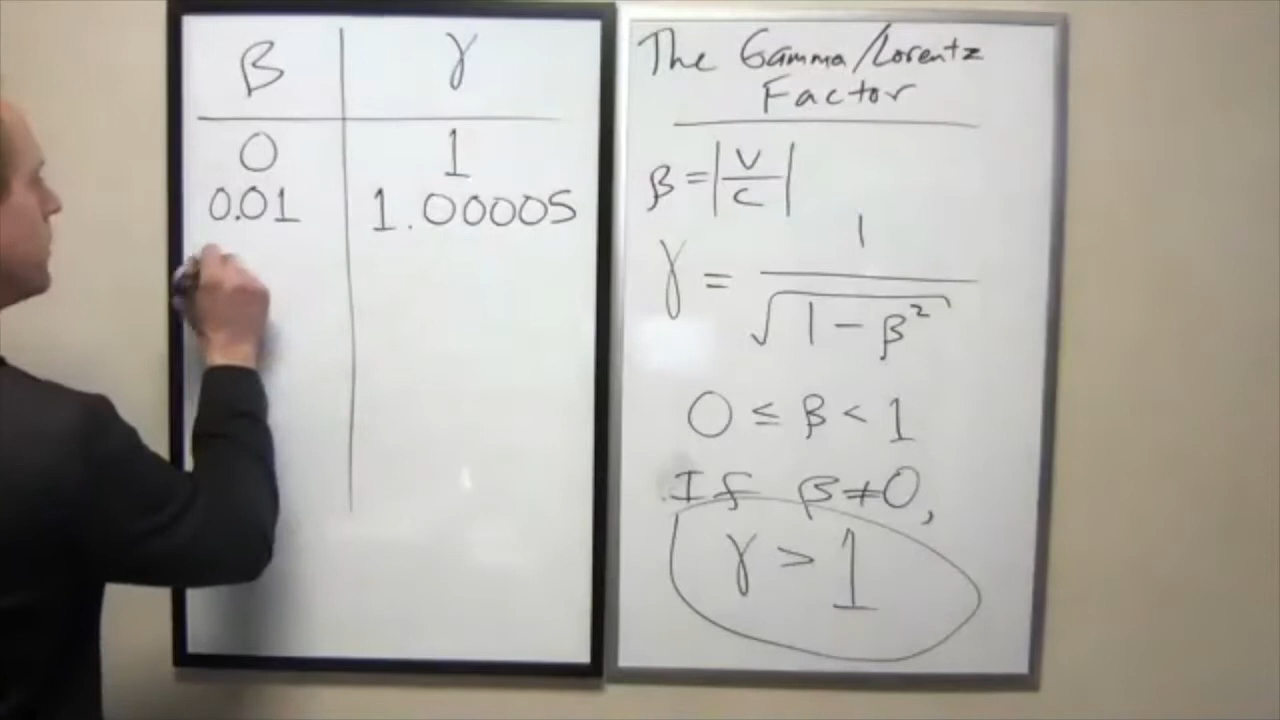 β γ
0 1
0.01 1.00005
The Gamma/Lorentz
Factor
β = |v/c|
γ = 1/√(1 - β²)
0 ≤ β < 1
If β ≠ 0,
γ > 1